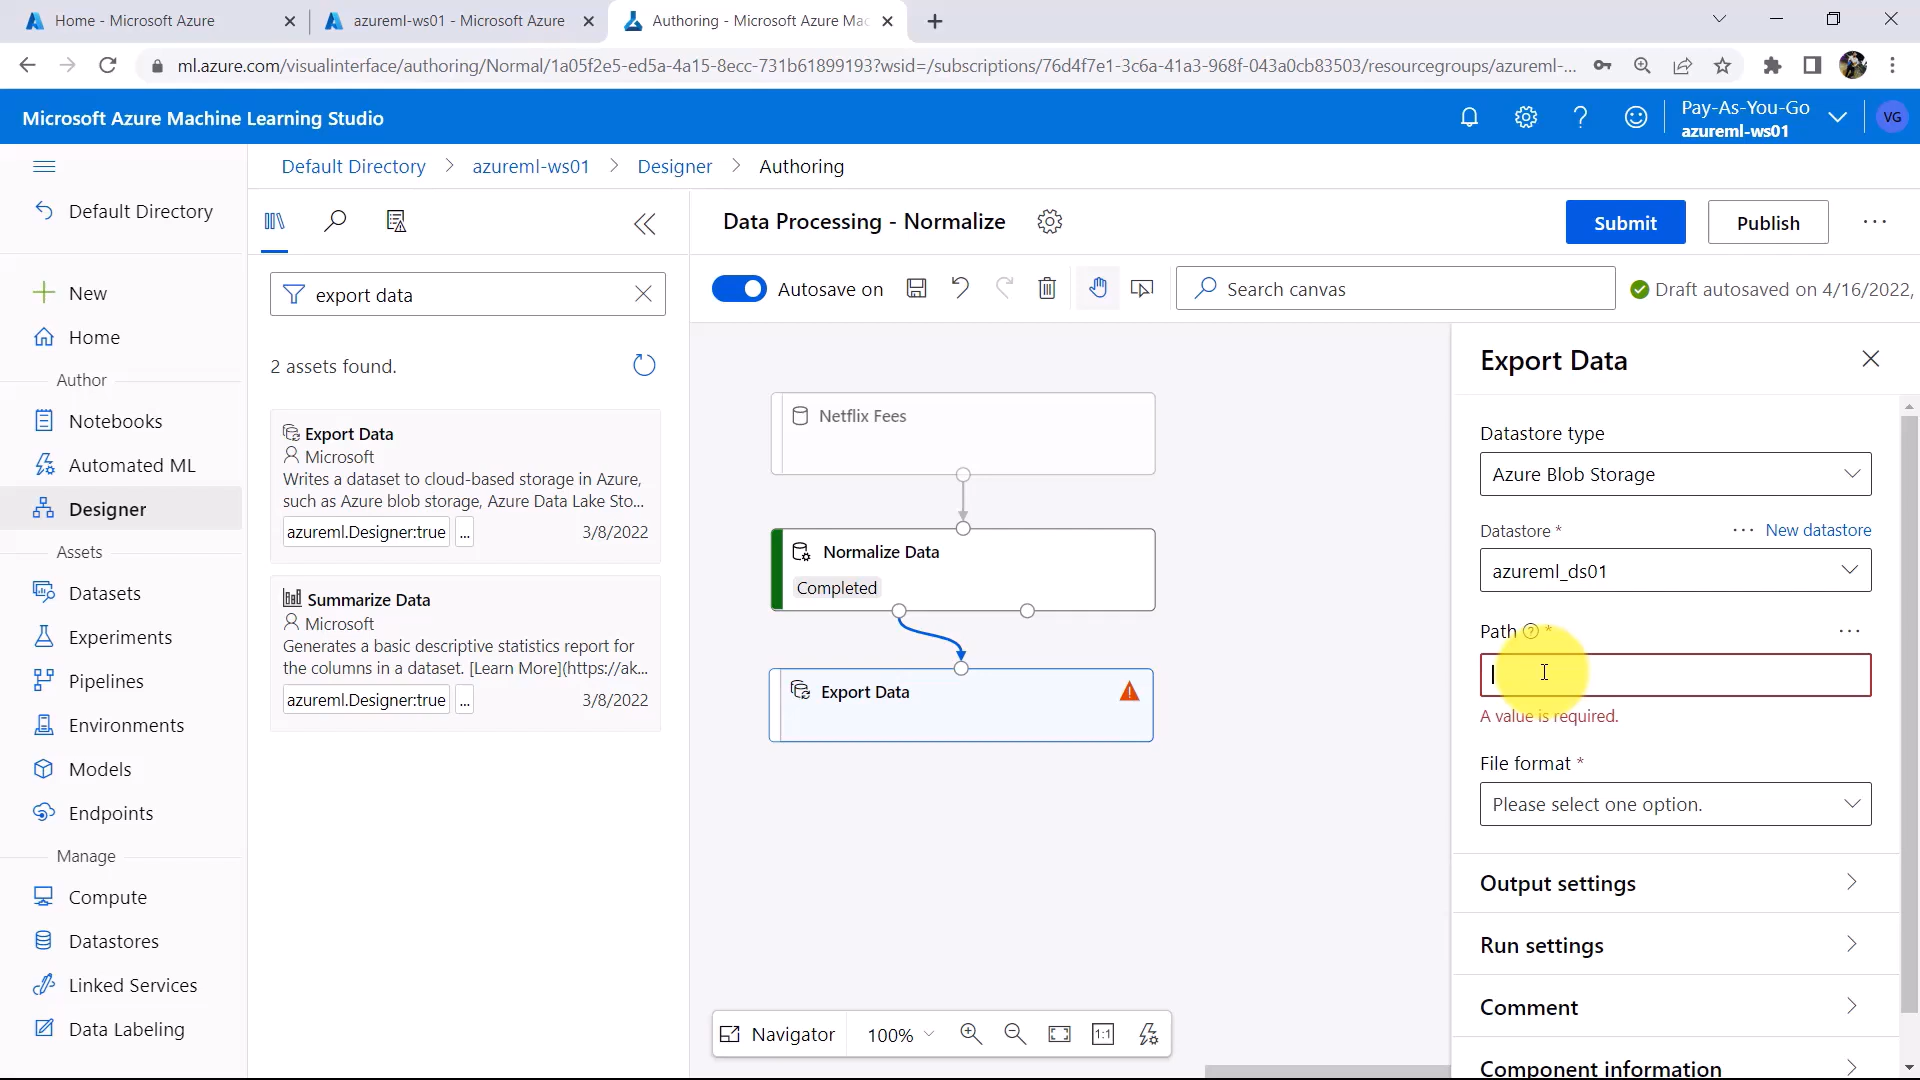 Home - Microsoft Azure
azureml-ws01 - Microsoft Azure
Authoring - Microsoft Azure Mac
ml.azure.com/visualinterface/authoring/Normal/1a05f2e5-ed5a-4a15-8ecc-731b61899193?wsid=/subscriptions/76d4f7e1-3c6a-41a3-968f-043a0cb83503/resourcegroups/azureml-...
Microsoft Azure Machine Learning Studio
Pay-As-You-Go
azureml-ws01
VG
Default Directory
New
Home
Author
Notebooks
Automated ML
Designer
Assets
Datasets
Experiments
Pipelines
Environments
Models
Endpoints
Manage
Compute
Datastores
Linked Services
Data Labeling
Default Directory > azureml-ws01 > Designer > Authoring
export data
2 assets found.
Export Data
Microsoft
Writes a dataset to cloud-based storage in Azure,
such as Azure blob storage, Azure Data Lake Sto...
azureml.Designer:true ... 3/8/2022
Summarize Data
Microsoft
Generates a basic descriptive statistics report for
the columns in a dataset. [Learn More](https://ak...
azureml.Designer:true ... 3/8/2022
Data Processing - Normalize
Submit
Publish
...
Autosave on
Search canvas
Draft autosaved on 4/16/2022,
Netflix Fees
Normalize Data
Completed
Export Data
Navigator
100%
1:1
Export Data
Datastore type
Azure Blob Storage
Datastore * ... New datastore
azureml_ds01
Path * ...
A value is required.
File format *
Please select one option.
Output settings
Run settings
Comment
Component information